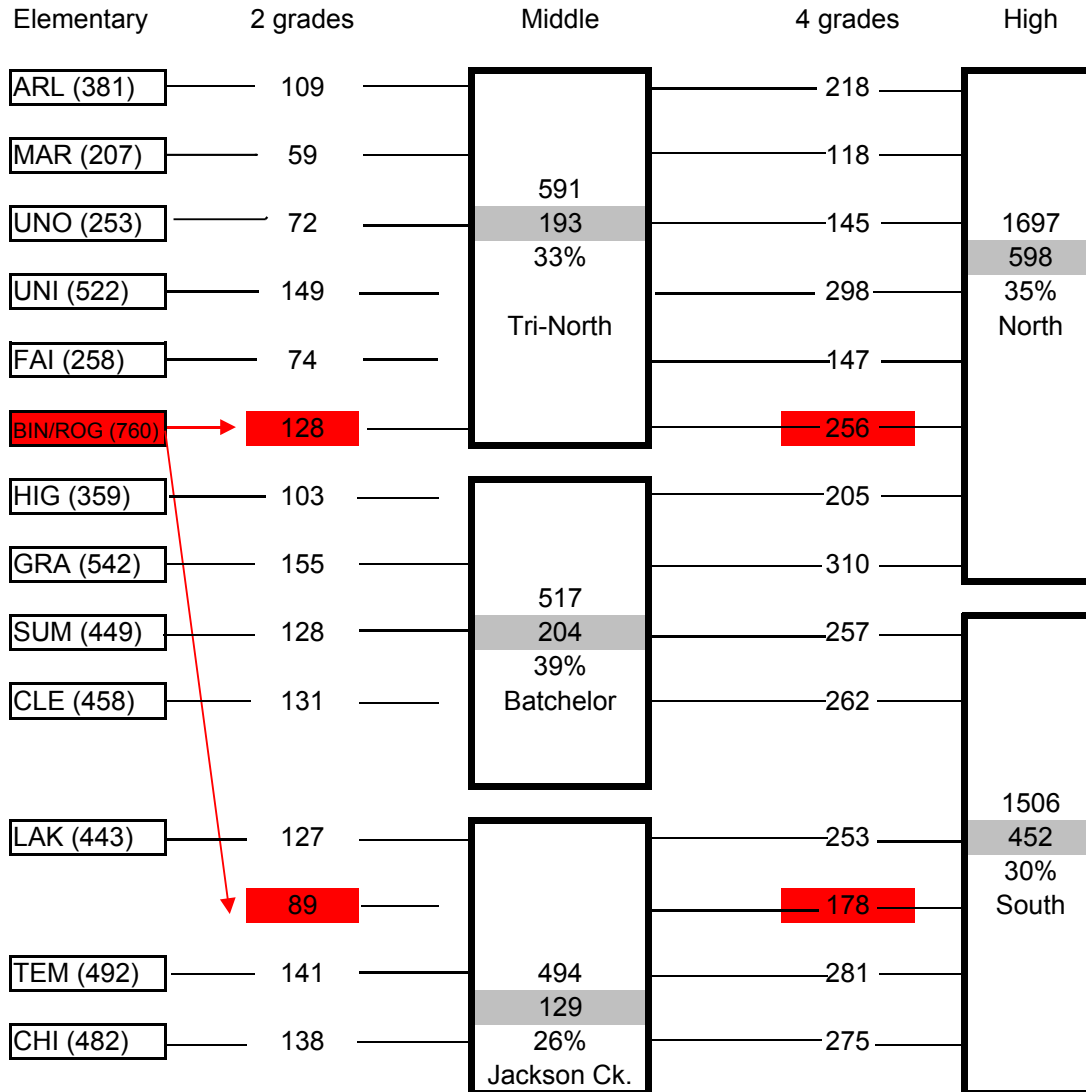 Elementary 2 grades Middle 4 grades High
ARL (381) 109 218
MAR (207) 59 118
591
UNO (253) 72 193 145 1697
33% 598
UNI (522) 149 298 35%
Tri-North North
FAI (258) 74 147
BIN/ROG (760) 128 256
HIG (359) 103 205
GRA (542) 155 310
517
SUM (449) 128 204 257
39%
CLE (458) 131 Batchelor 262
1506
LAK (443) 127 253 452
30%
89 178 South
TEM (492) 141 494 281
129
CHI (482) 138 26% 275
Jackson Ck.